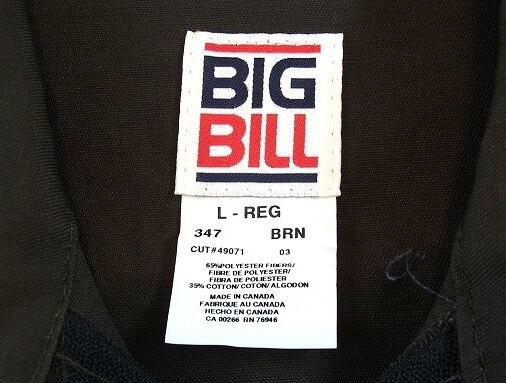 BIG
BILL
L - REG
347 BRN
CUT#49071 03
65%POLYESTER FIBERS/
FIBRE DE POLYESTER/
FIBRA DE POLIESTER
35% COTTON/COTON/ALGODON
MADE IN CANADA
FABRIQUE AU CANADA
HECHO EN CANADA
CA 00266 RN 76946